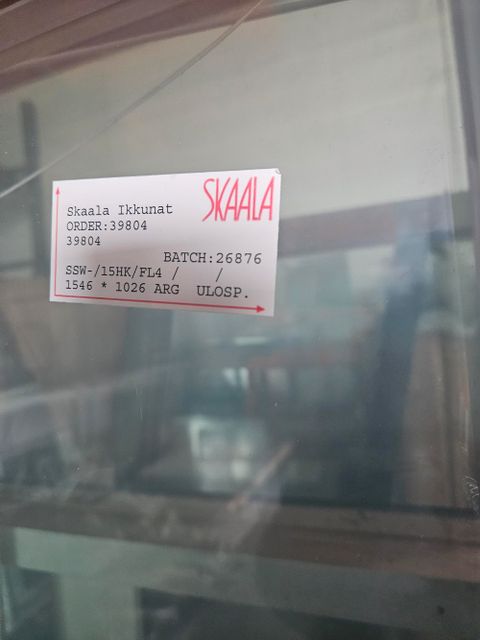 SKAALA
Skaala Ikkunat
ORDER:39804
39804
BATCH:26876
SSW-/15HK/FL4 / /
1546 * 1026 ARG ULOSP.